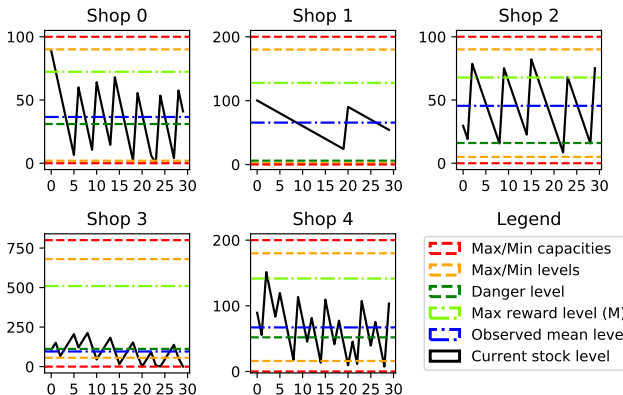 Shop 0
Shop 1
Shop 2
100
50
0
0 5 10 15 20 25 30
200
100
0
0 5 10 15 20 25 30
100
50
0
0 5 10 15 20 25 30
Shop 3
Shop 4
Legend
750
500
250
0
0 5 10 15 20 25 30
200
100
0
0 5 10 15 20 25 30
Max/Min capacities
Max/Min levels
Danger level
Max reward level (M)
Observed mean level
Current stock level